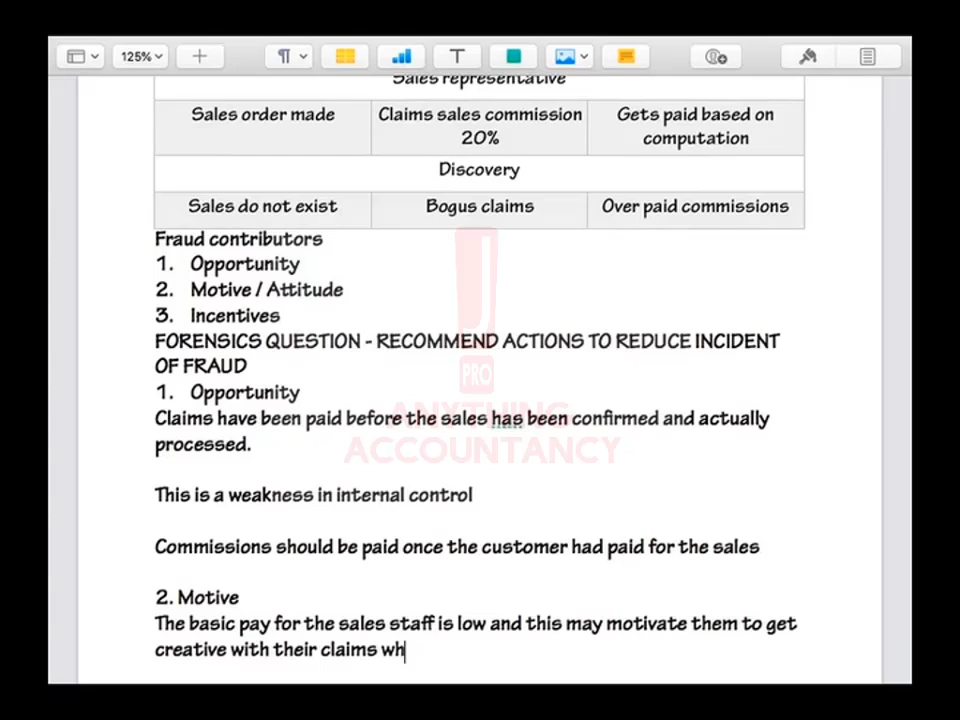 125%
Sales representative
Sales order made
Claims sales commission
20%
Gets paid based on
computation
Discovery
Sales do not exist
Bogus claims
Over paid commissions
Fraud contributors
1. Opportunity
2. Motive / Attitude
3. Incentives
FORENSICS QUESTION - RECOMMEND ACTIONS TO REDUCE INCIDENT
OF FRAUD
1. Opportunity
Claims have been paid before the sales has been confirmed and actually
processed.
This is a weakness in internal control
Commissions should be paid once the customer had paid for the sales
2. Motive
The basic pay for the sales staff is low and this may motivate them to get
creative with their claims wh
PRO
ANYTHING
ACCOUNTANCY